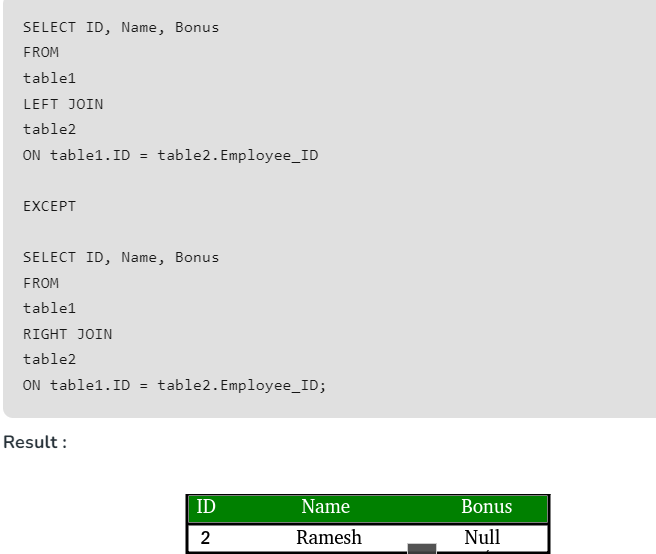 SELECT ID, Name, Bonus
FROM
table1
LEFT JOIN
table2
ON table1.ID = table2.Employee_ID
EXCEPT
SELECT ID, Name, Bonus
FROM
table1
RIGHT JOIN
table2
ON table1.ID = table2.Employee_ID;
Result :
ID Name Bonus
2 Ramesh Null